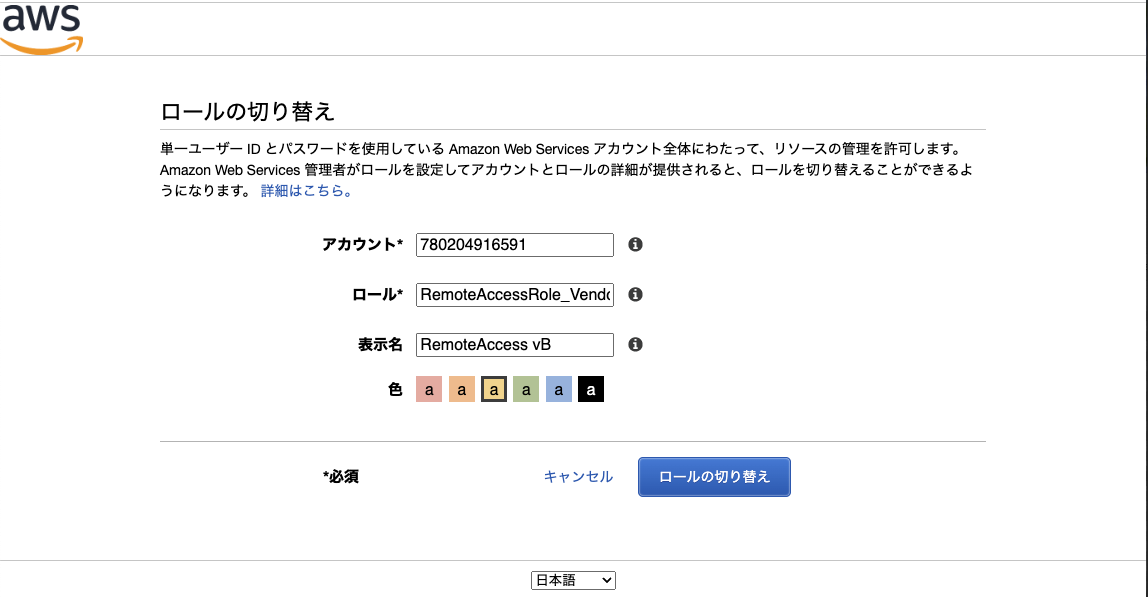 aws
ロールの切り替え
単一ユーザー ID とパスワードを使用している Amazon Web Services アカウント全体にわたって、リソースの管理を許可します。
Amazon Web Services 管理者がロールを設定してアカウントとロールの詳細が提供されると、ロールを切り替えることができるよ
うになります。 詳細はこちら。
アカウント* 780204916591
ロール* RemoteAccessRole_Vend
表示名 RemoteAccess vB
色 a a a a a a
*必須 キャンセル ロールの切り替え
日本語